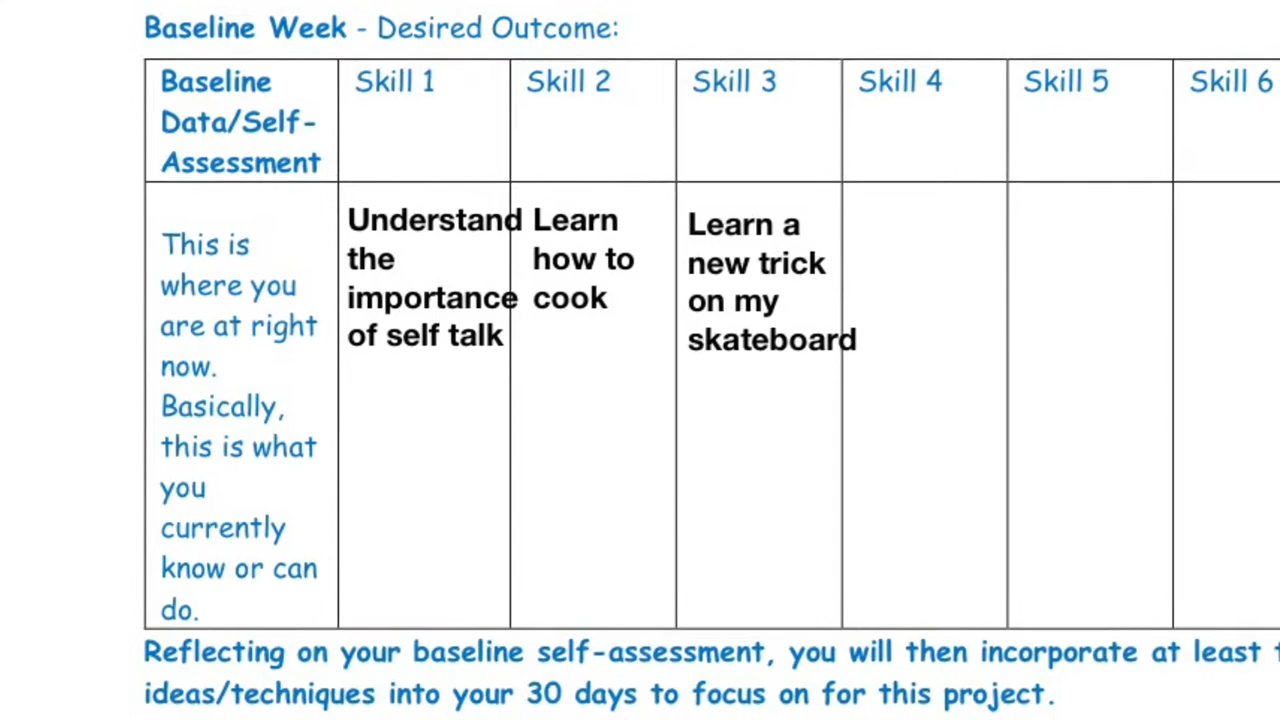 Baseline Week - Desired Outcome:
Baseline Data/Self-Assessment
Skill 1
Skill 2
Skill 3
Skill 4
Skill 5
Skill 6
This is
where you
are at right
now.
Basically,
this is what
you
currently
know or can
do.
Understand
the
importance
of self talk
Learn
how to
cook
Learn a
new trick
on my
skateboard
Reflecting on your baseline self-assessment, you will then incorporate at least
ideas/techniques into your 30 days to focus on for this project.